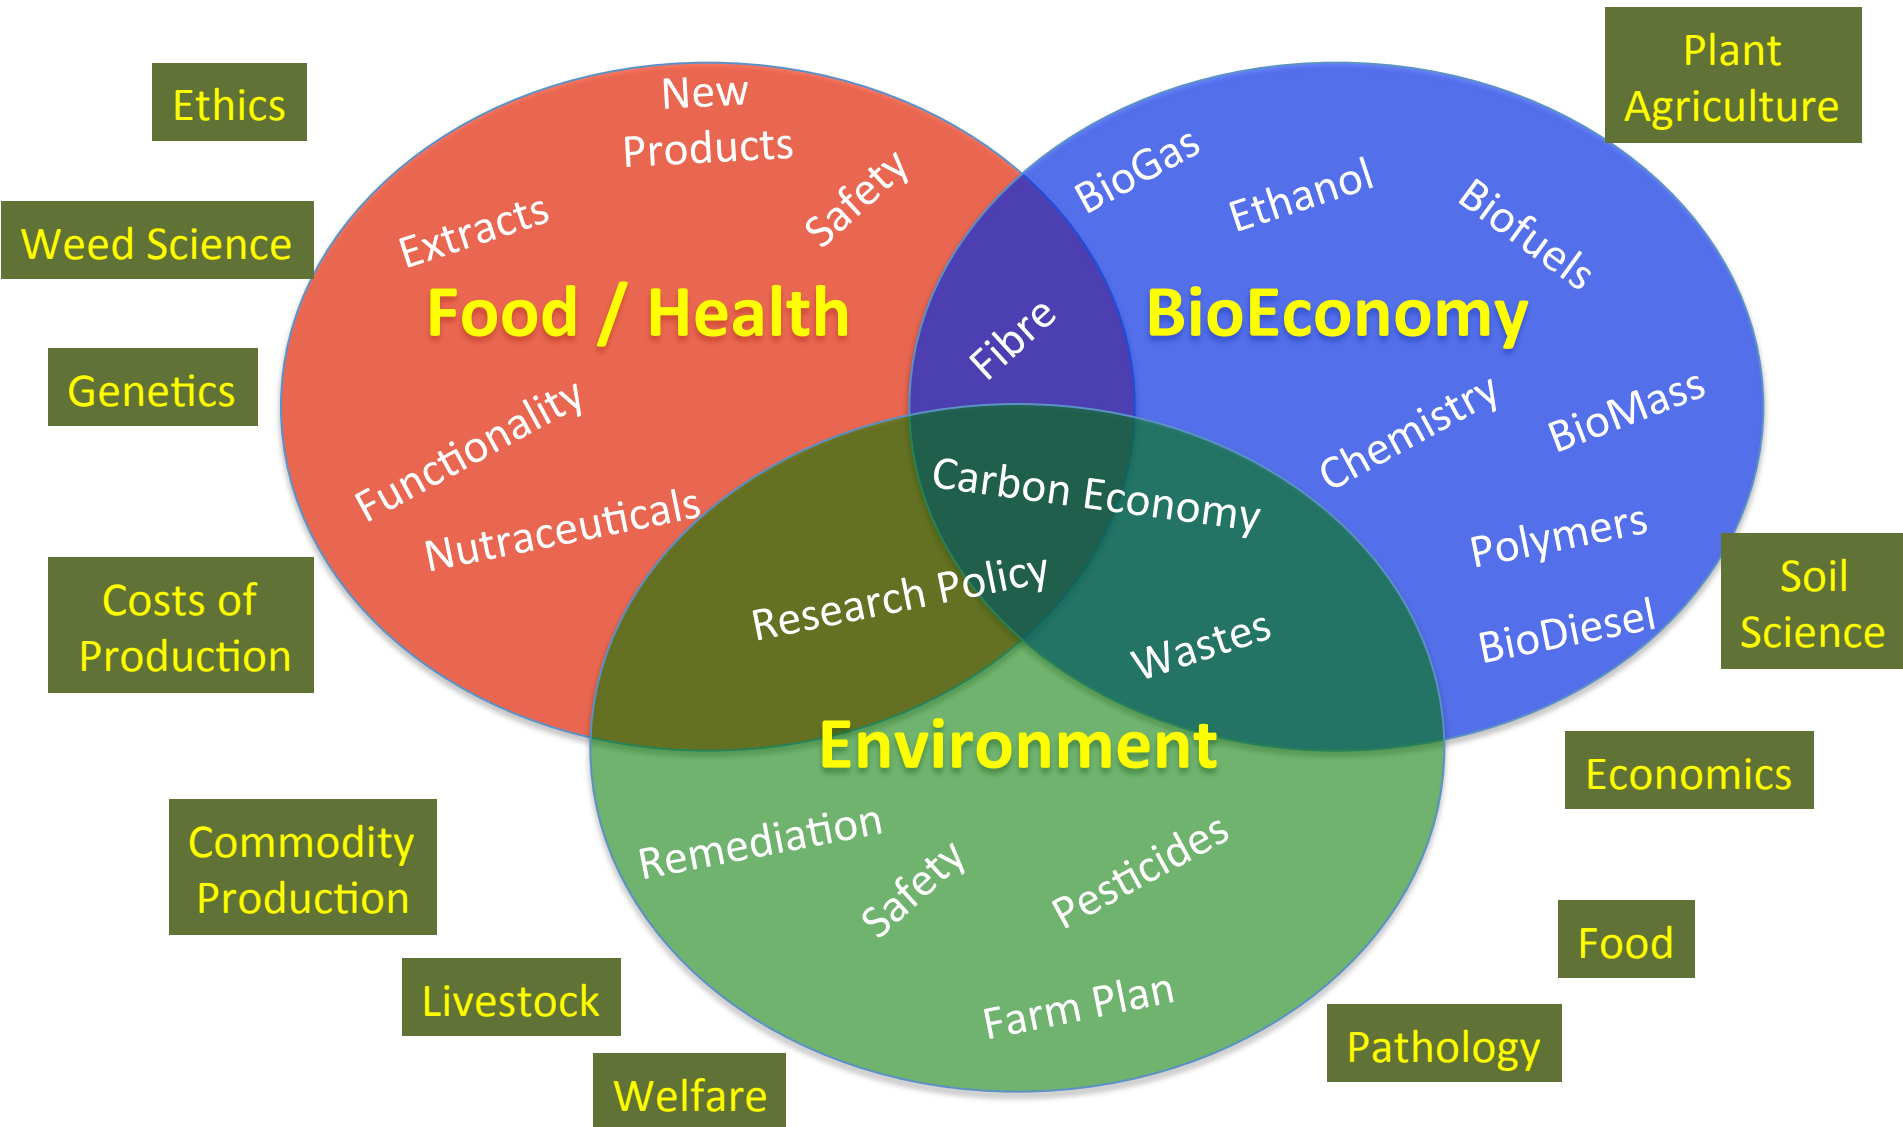 Plant
Agriculture
Ethics
New
Products
Safety
Extracts
BioGas
Ethanol
Biofuels
Weed Science
Food / Health
BioEconomy
Fibre
Genetics
Functionality
Nutraceuticals
Chemistry
BioMass
Carbon Economy
Polymers
Research Policy
Costs of
Production
Soil
Science
Wastes
BioDiesel
Environment
Economics
Commodity
Production
Remediation
Safety
Pesticides
Food
Livestock
Farm Plan
Pathology
Welfare